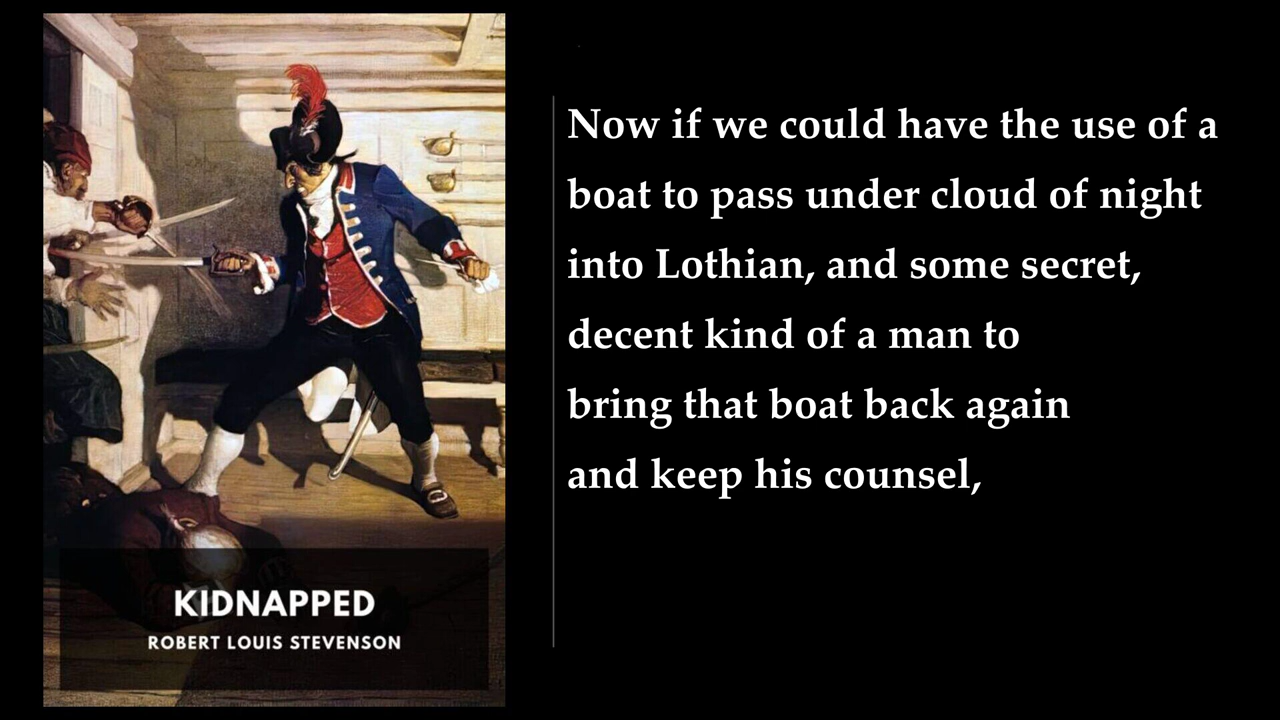 Now if we could have the use of a
boat to pass under cloud of night
into Lothian, and some secret,
decent kind of a man to
bring that boat back again
and keep his counsel,
KIDNAPPED
ROBERT LOUIS STEVENSON